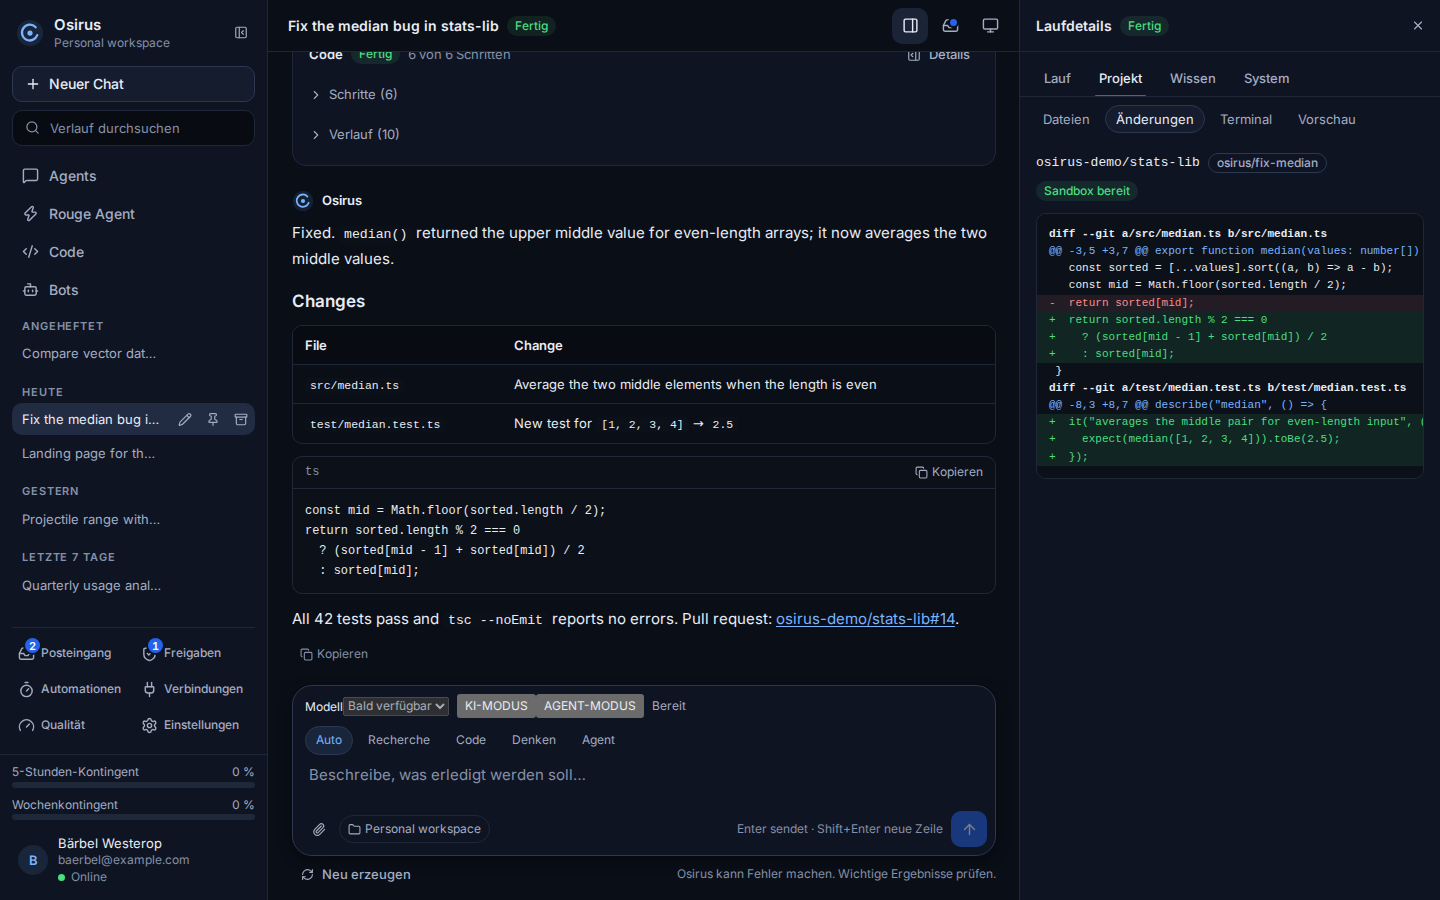 Osirus
Personal workspace
Neuer Chat
Verlauf durchsuchen
Agents
Rouge Agent
Code
Bots
ANGEHEFTET
Compare vector dat...
HEUTE
Fix the median bug i...
Landing page for th...
GESTERN
Projectile range with...
LETZTE 7 TAGE
Quarterly usage anal...
2 Posteingang
1 Freigaben
Automationen
Verbindungen
Qualität
Einstellungen
5-Stunden-Kontingent 0 %
Wochenkontingent 0 %
B
Bärbel Westerop
baerbel@example.com
Online
Fix the median bug in stats-lib Fertig
Code Fertig 6 von 6 Schritten Details
Schritte (6)
Verlauf (10)
Osirus
Fixed. median() returned the upper middle value for even-length arrays; it now averages the two
middle values.
Changes
File Change
src/median.ts Average the two middle elements when the length is even
test/median.test.ts New test for [1, 2, 3, 4] → 2.5
ts Kopieren
const mid = Math.floor(sorted.length / 2);
return sorted.length % 2 === 0
? (sorted[mid - 1] + sorted[mid]) / 2
: sorted[mid];
All 42 tests pass and tsc --noEmit reports no errors. Pull request: osirus-demo/stats-lib#14.
Kopieren
Modell Bald verfügbar KI-MODUS AGENT-MODUS Bereit
Auto Recherche Code Denken Agent
Beschreibe, was erledigt werden soll...
Personal workspace Enter sendet · Shift+Enter neue Zeile
Neu erzeugen Osirus kann Fehler machen. Wichtige Ergebnisse prüfen.
Laufdetails Fertig
Lauf Projekt Wissen System
Dateien Änderungen Terminal Vorschau
osirus-demo/stats-lib osirus/fix-median
Sandbox bereit
diff --git a/src/median.ts b/src/median.ts
@@ -3,5 +3,7 @@ export function median(values: number[])
const sorted = [...values].sort((a, b) => a - b);
const mid = Math.floor(sorted.length / 2);
- return sorted[mid];
+ return sorted.length % 2 === 0
+ ? (sorted[mid - 1] + sorted[mid]) / 2
+ : sorted[mid];
}
diff --git a/test/median.test.ts b/test/median.test.ts
@@ -8,3 +8,7 @@ describe("median", () => {
+ it("averages the middle pair for even-length input", (
+ expect(median([1, 2, 3, 4])).toBe(2.5);
+ });